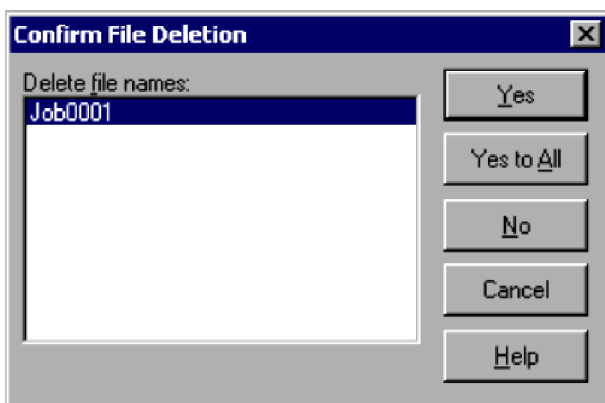 Confirm File Deletion
Delete file names:
Job0001
Yes
Yes to All
No
Cancel
Help